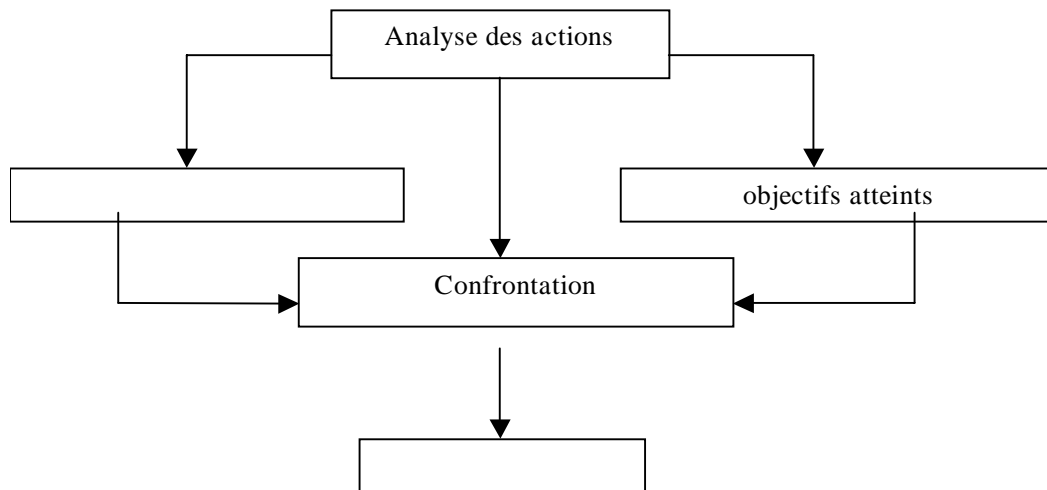 Analyse des actions
objectifs atteints
Confrontation